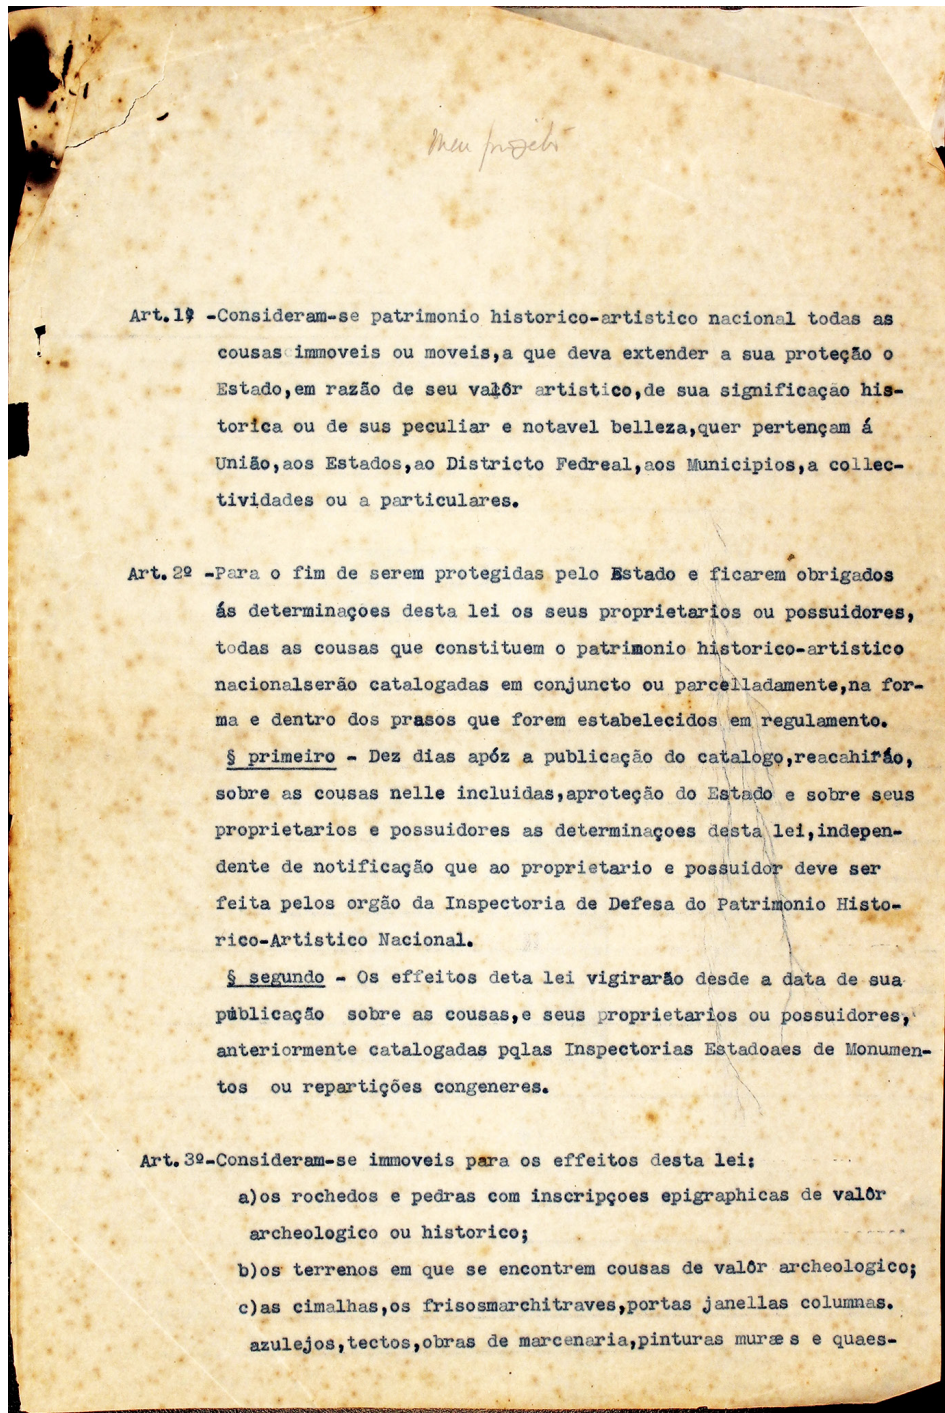 Meu projeto
Art.1º -Consideram-se patrimonio historico-artistico nacional todas as
cousas immoveis ou moveis,a que deva extender a sua proteção o
Estado,em razão de seu valôr artistico,de sua significação his-
torica ou de sus peculiar e notavel belleza,quer pertençam á
União,aos Estados,ao Districto Fedreal,aos Municipios,a collec-
tividades ou a particulares.
Art.2º -Para o fim de serem protegidas pelo Estado e ficarem obrigados
ás determinaçoes desta lei os seus proprietarios ou possuidores,
todas as cousas que constituem o patrimonio historico-artistico
nacionalserão catalogadas em conjuncto ou parcelladamente,na for-
ma e dentro dos prasos que forem estabelecidos em regulamento.
§ primeiro - Dez dias apóz a publicação do catalogo,reacahirão,
sobre as cousas nelle incluidas,aproteção do Estado e sobre seus
proprietarios e possuidores as determinaçoes desta lei,indepen-
dente de notificação que ao proprietario e possuidor deve ser
feita pelos orgão da Inspectoria de Defesa do Patrimonio Histo-
rico-Artistico Nacional.
§ segundo - Os effeitos deta lei vigirarão desde a data de sua
publicação sobre as cousas,e seus proprietarios ou possuidores,
anteriormente catalogadas pqlas Inspectorias Estadoaes de Monumen-
tos ou repartições congeneres.
Art.3º-Consideram-se immoveis para os effeitos desta lei:
a)os rochedos e pedras com inscripçoes epigraphicas de valôr
archeologico ou historico;
b)os terrenos em que se encontrem cousas de valôr archeologico;
c)as cimalhas,os frisosmarchitraves,portas janellas columnas.
azulejos,tectos,obras de marcenaria,pinturas muraes e quaes-